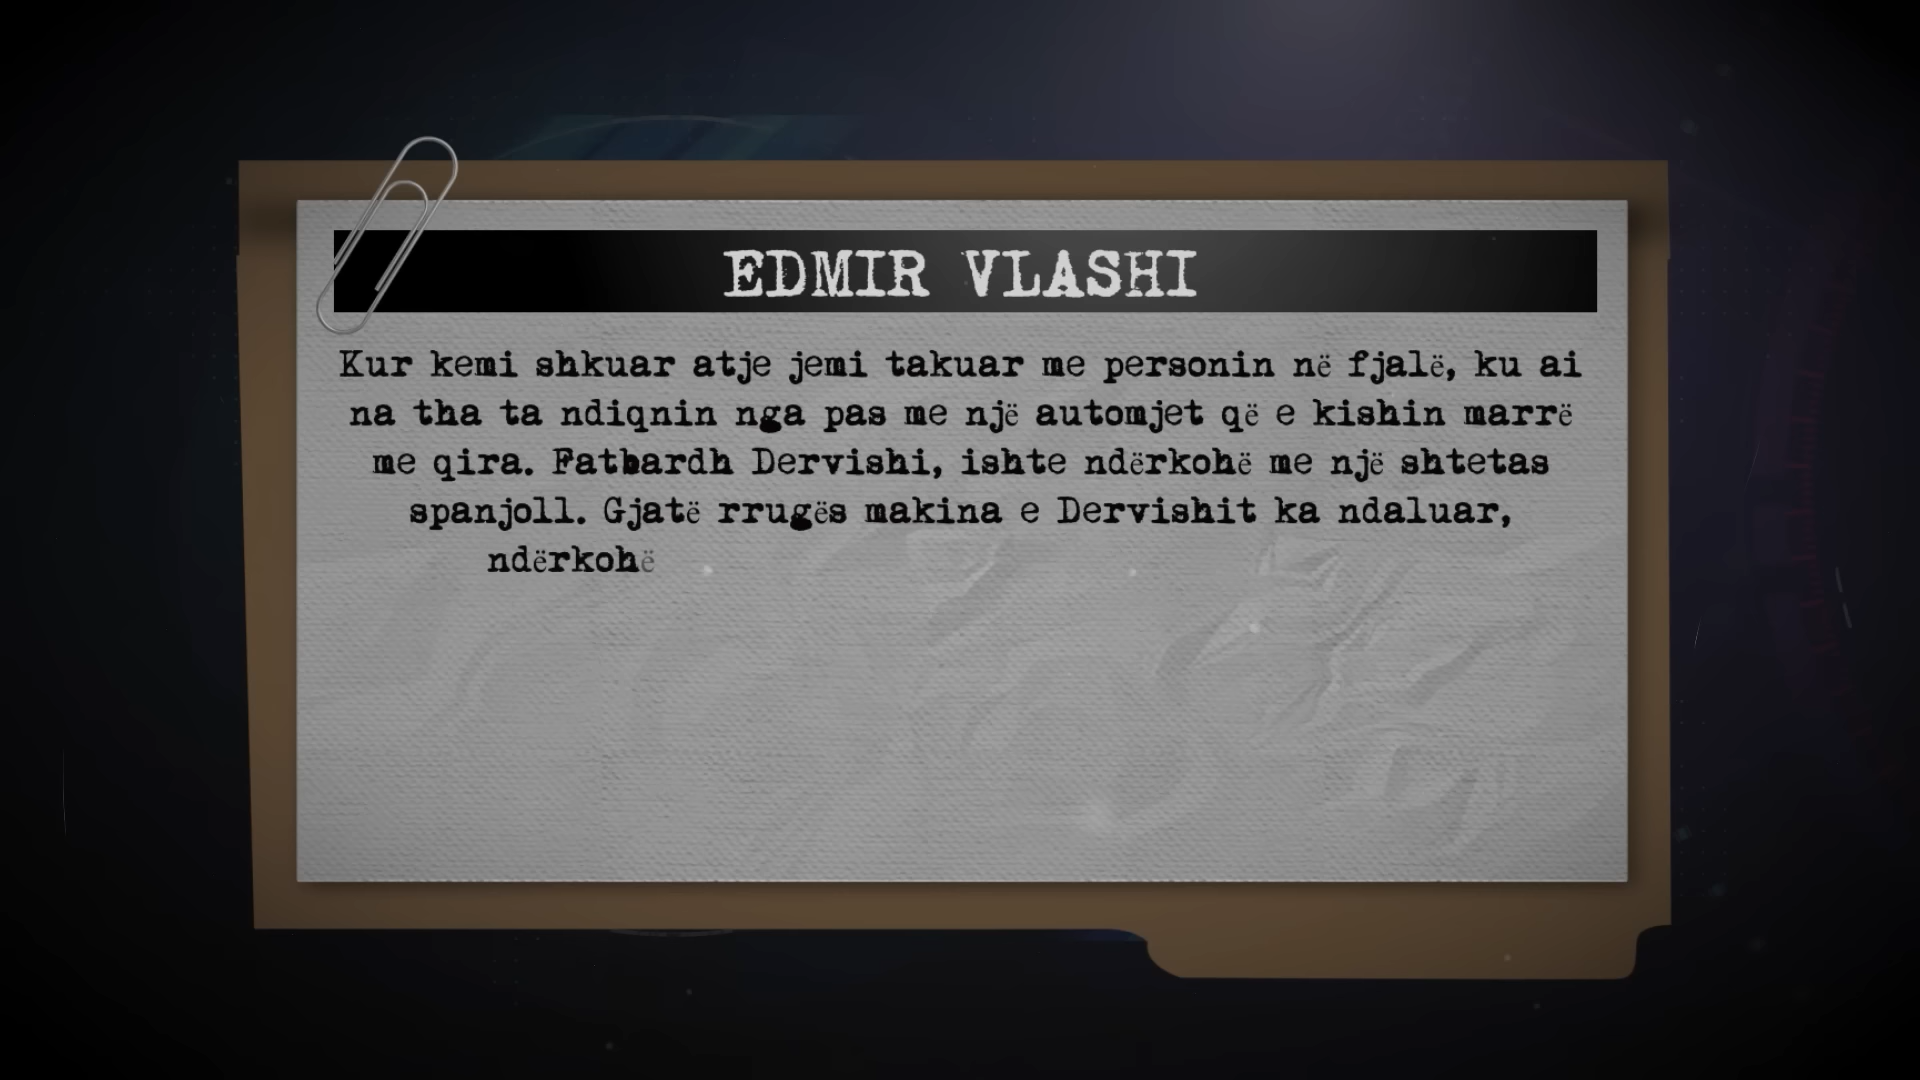 EDMIR VLASHI
Kur kemi shkuar atje jemi takuar me personin në fjalë, ku ai
na tha ta ndiqnin nga pas me një automjet që e kishin marrë
me qira. Fatbardh Dervishi, ishte ndërkohë me një shtetas
spanjoll. Gjatë rrugës makina e Dervishit ka ndaluar,
ndërkohë